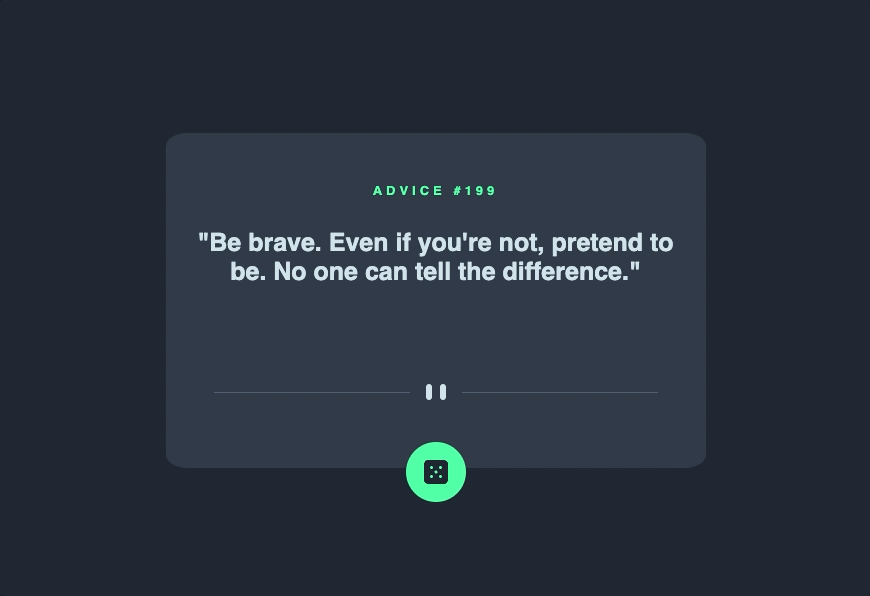 ADVICE #199
"Be brave. Even if you're not, pretend to
be. No one can tell the difference."